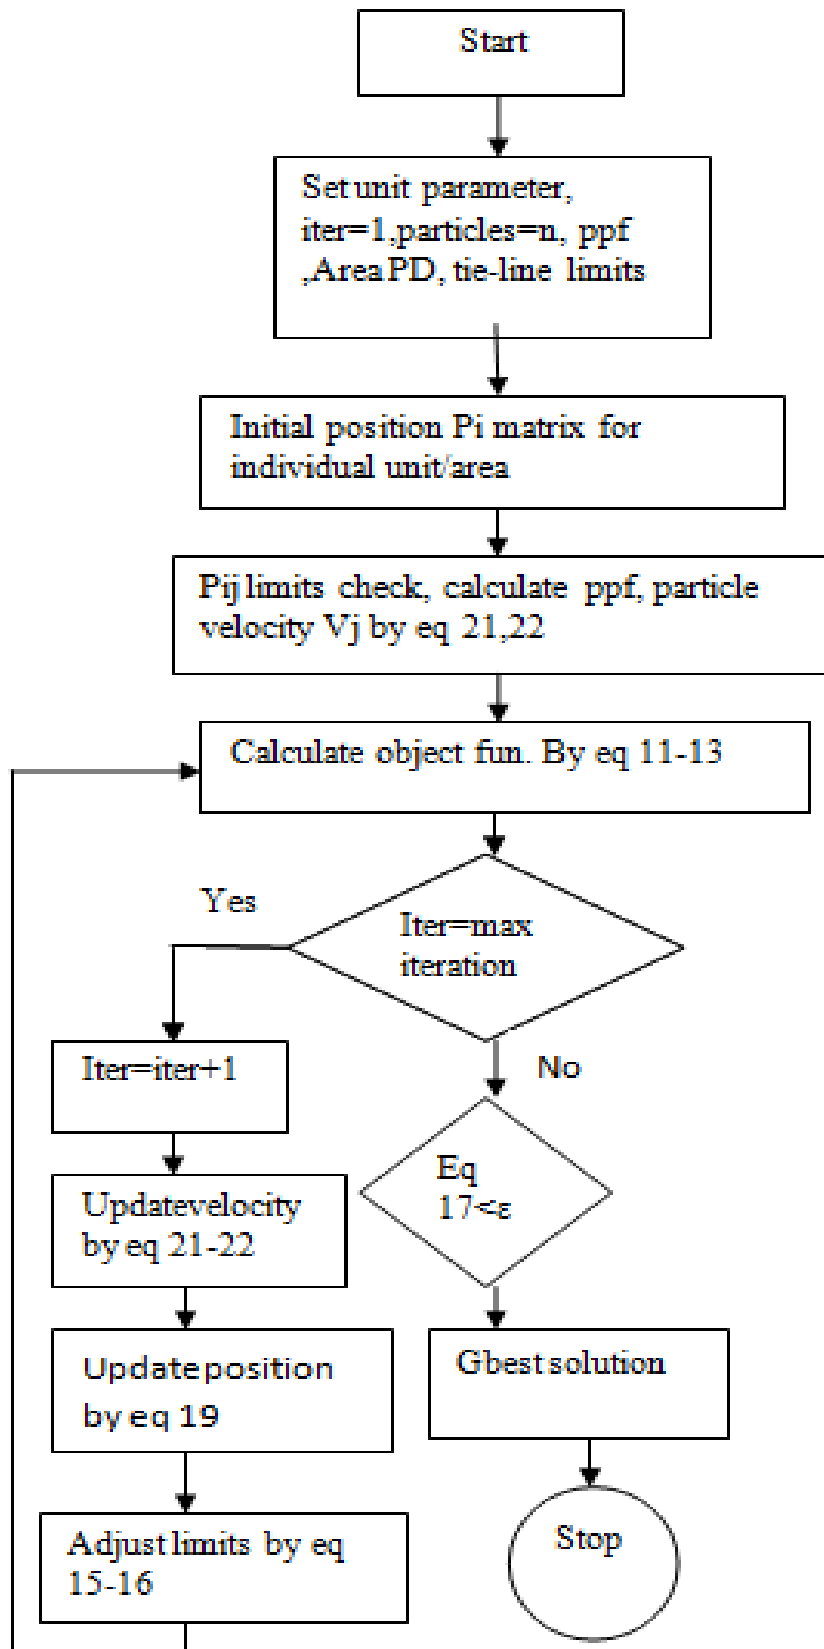 Start
Set unit parameter,
iter=1,particles=n, ppf
,Area PD, tie-line limits
Initial position Pi matrix for
individual unit/area
Pij limits check, calculate ppf, particle
velocity Vj by eq 21,22
Calculate object fun. By eq 11-13
Yes
Iter=max
iteration
Iter=iter+1
No
Updatevelocity
by eq 21-22
Eq
17<ε
Update position
by eq 19
Gbest solution
Adjust limits by eq
15-16
Stop